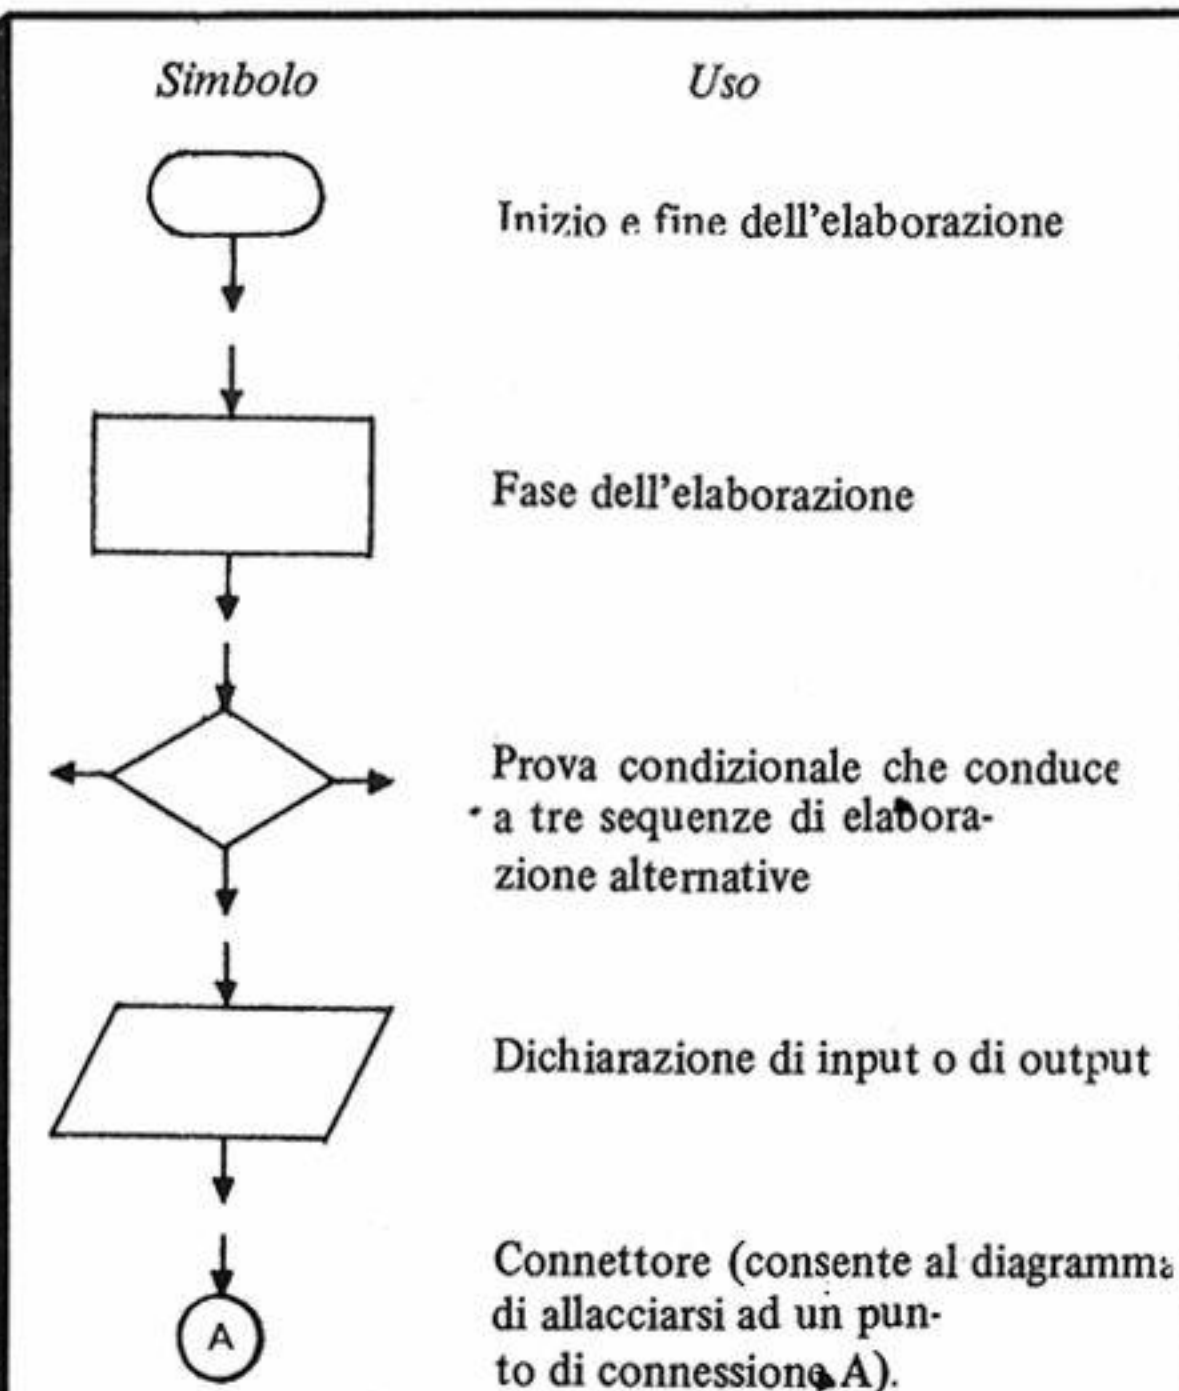 Simbolo Uso
Inizio e fine dell'elaborazione
Fase dell'elaborazione
Prova condizionale che conduce
a tre sequenze di elabora-
zione alternative
Dichiarazione di input o di output
Connettore (consente al diagramma
di allacciarsi ad un pun-
A
to di connessione A).